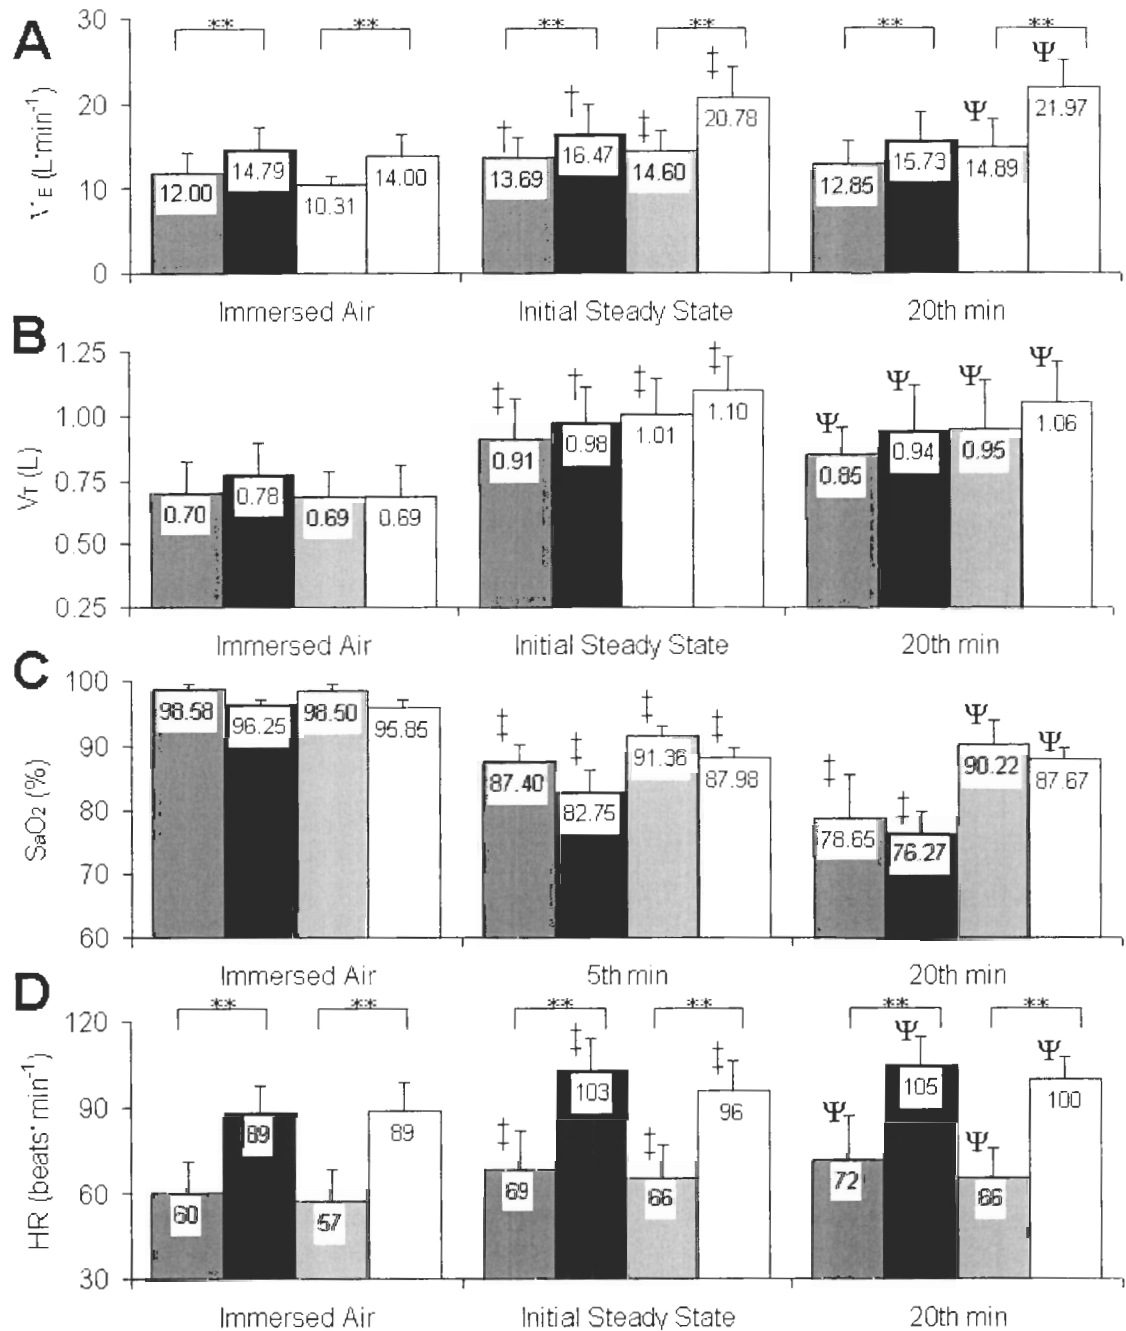 A
** ** ** ** ** **
V̇E (L·min-1)
30
20
10
0
12.00 14.79 10.31 14.00
† 13.69 † 16.47 ‡ 14.60 ‡ 20.78
12.85 15.73 Ψ 14.89 Ψ 21.97
Immersed Air Initial Steady State 20th min
B
VT (L)
1.25
1.00
0.75
0.50
0.25
0.70 0.78 0.69 0.69
‡ 0.91 † 0.98 ‡ 1.01 ‡ 1.10
Ψ 0.85 Ψ 0.94 Ψ 0.95 Ψ 1.06
Immersed Air Initial Steady State 20th min
C
SaO2 (%)
100
90
80
70
60
98.58 96.25 98.50 95.85
‡ 87.40 ‡ 82.75 ‡ 91.36 ‡ 87.98
‡ 78.65 ‡ 76.27 Ψ 90.22 Ψ 87.67
Immersed Air 5th min 20th min
D
** ** ** ** ** **
HR (beats·min-1)
120
90
60
30
60 89 57 89
‡ 69 ‡ 103 ‡ 66 ‡ 96
Ψ 72 Ψ 105 Ψ 66 Ψ 100
Immersed Air Initial Steady State 20th min